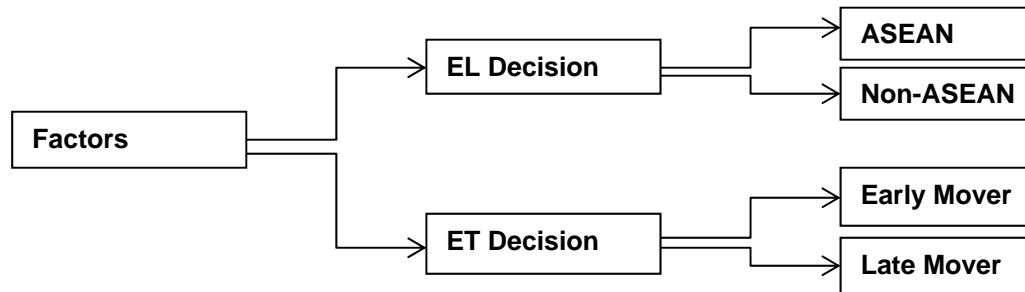 ASEAN
EL Decision
Non-ASEAN
Factors
Early Mover
ET Decision
Late Mover